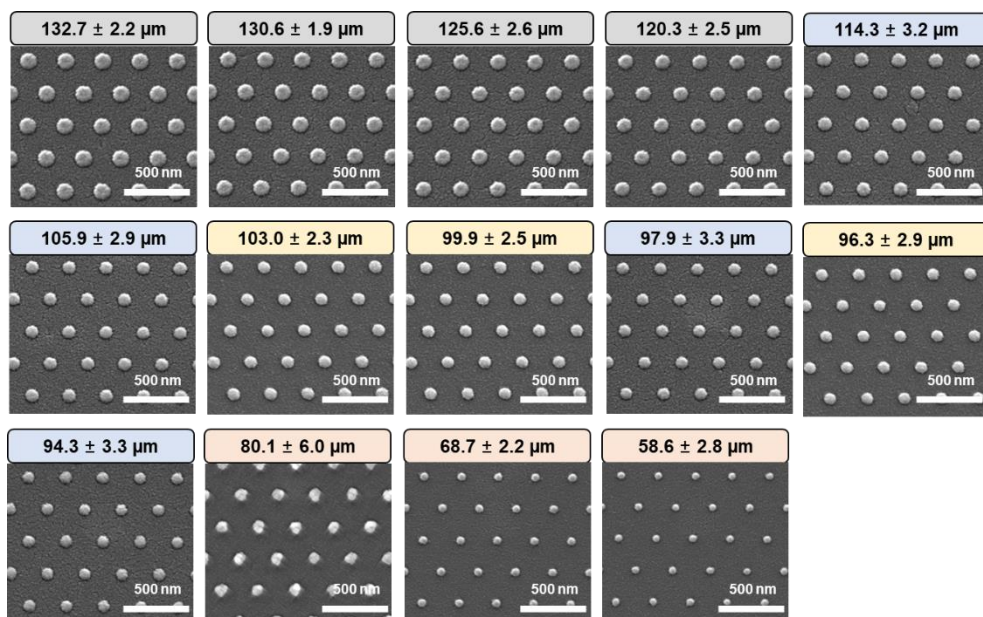 132.7 ± 2.2 µm
130.6 ± 1.9 µm
125.6 ± 2.6 µm
120.3 ± 2.5 µm
114.3 ± 3.2 µm
500 nm
500 nm
500 nm
500 nm
500 nm
105.9 ± 2.9 µm
103.0 ± 2.3 µm
99.9 ± 2.5 µm
97.9 ± 3.3 µm
96.3 ± 2.9 µm
500 nm
500 nm
500 nm
500 nm
500 nm
94.3 ± 3.3 µm
80.1 ± 6.0 µm
68.7 ± 2.2 µm
58.6 ± 2.8 µm
500 nm
500 nm
500 nm
500 nm